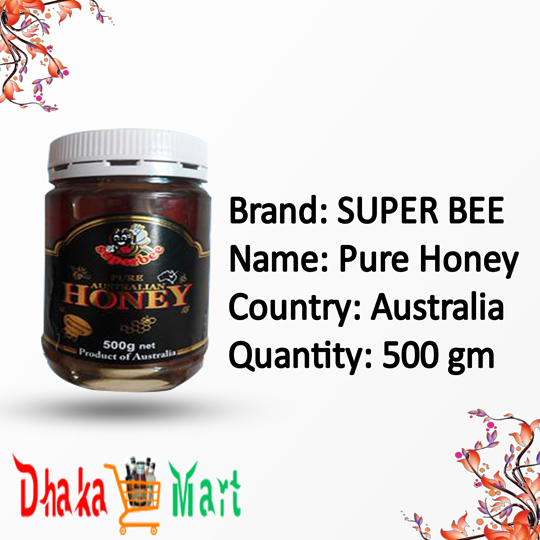 superbee
PURE
AUSTRALIAN
HONEY
500g net
Product of Australia
Brand: SUPER BEE
Name: Pure Honey
Country: Australia
Quantity: 500 gm
Dhaka Mart